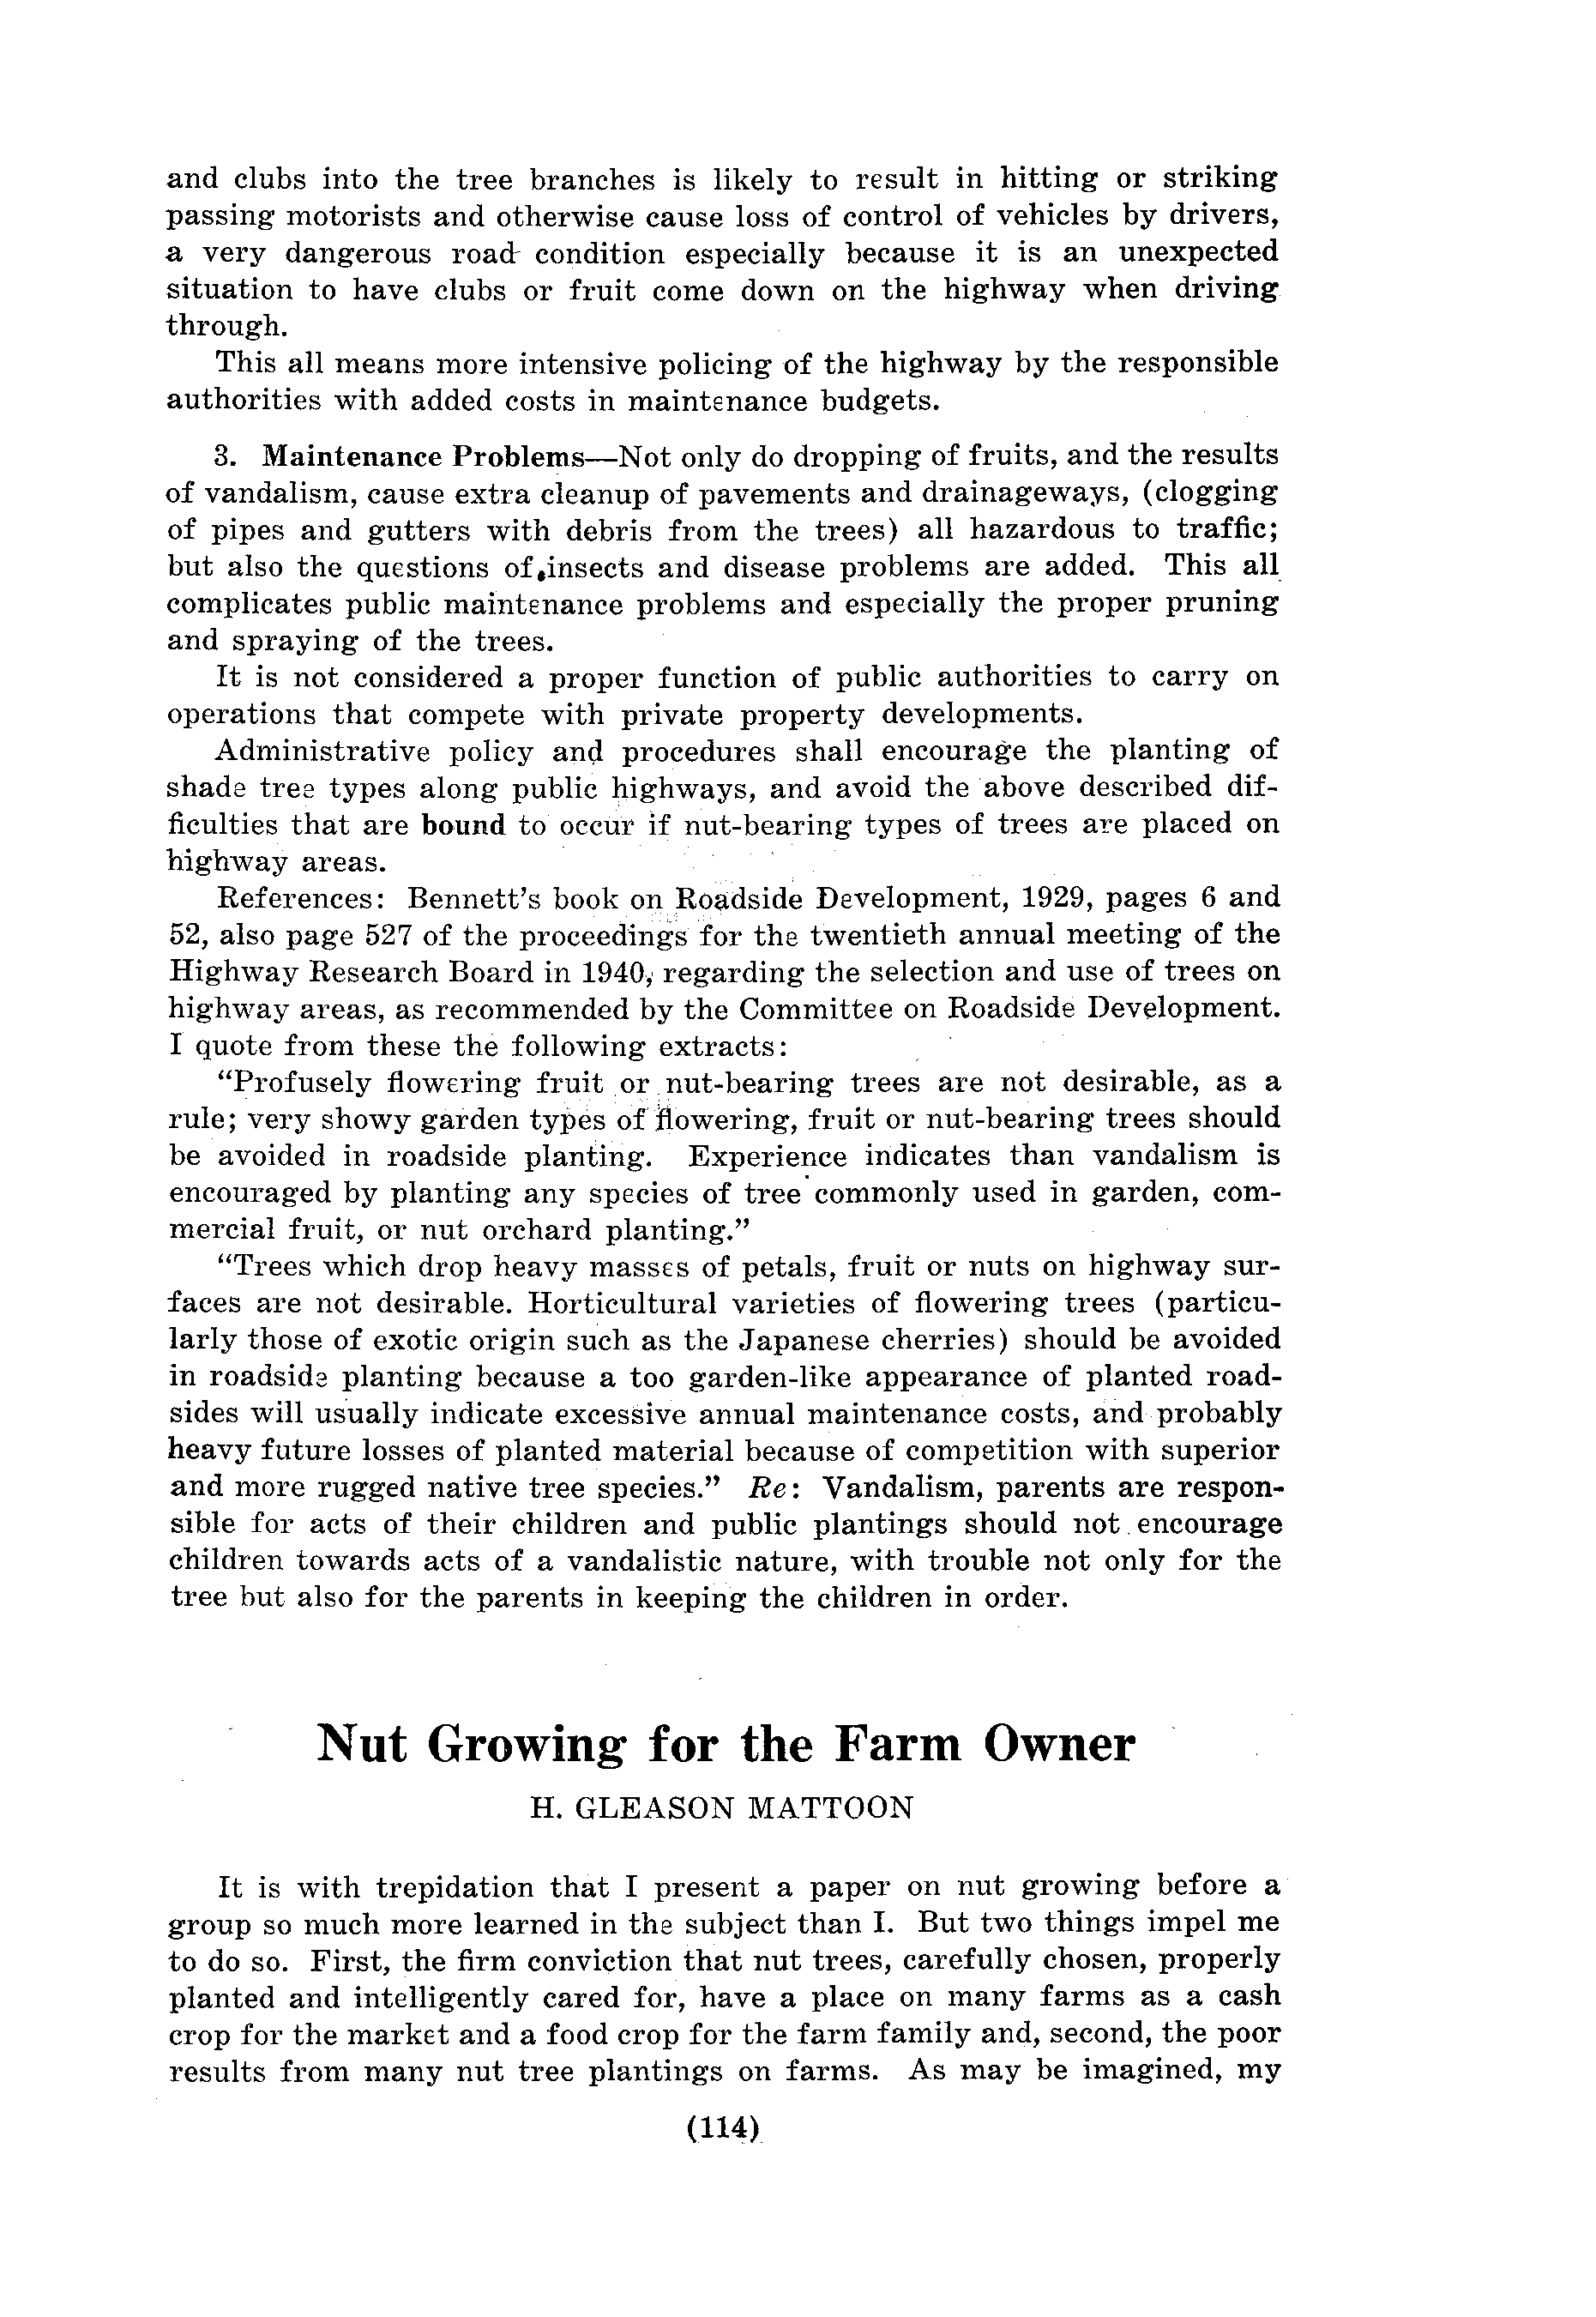 and clubs into the tree branches is likely to result in hitting or striking
passing motorists and otherwise cause loss of control of vehicles by drivers,
a very dangerous road condition especially because it is an unexpected
situation to have clubs or fruit come down on the highway when driving
through.
This all means more intensive policing of the highway by the responsible
authorities with added costs in maintenance budgets.
3. Maintenance Problems—Not only do dropping of fruits, and the results
of vandalism, cause extra cleanup of pavements and drainageways, (clogging
of pipes and gutters with debris from the trees) all hazardous to traffic;
but also the questions of insects and disease problems are added. This all
complicates public maintenance problems and especially the proper pruning
and spraying of the trees.
It is not considered a proper function of public authorities to carry on
operations that compete with private property developments.
Administrative policy and procedures shall encourage the planting of
shade tree types along public highways, and avoid the above described dif-
ficulties that are bound to occur if nut-bearing types of trees are placed on
highway areas.
References: Bennett's book on Roadside Development, 1929, pages 6 and
52, also page 527 of the proceedings for the twentieth annual meeting of the
Highway Research Board in 1940, regarding the selection and use of trees on
highway areas, as recommended by the Committee on Roadside Development.
I quote from these the following extracts:
"Profusely flowering fruit or nut-bearing trees are not desirable, as a
rule; very showy garden types of flowering, fruit or nut-bearing trees should
be avoided in roadside planting. Experience indicates than vandalism is
encouraged by planting any species of tree commonly used in garden, com-
mercial fruit, or nut orchard planting."
"Trees which drop heavy masses of petals, fruit or nuts on highway sur-
faces are not desirable. Horticultural varieties of flowering trees (particu-
larly those of exotic origin such as the Japanese cherries) should be avoided
in roadside planting because a too garden-like appearance of planted road-
sides will usually indicate excessive annual maintenance costs, and probably
heavy future losses of planted material because of competition with superior
and more rugged native tree species." Re: Vandalism, parents are respon-
sible for acts of their children and public plantings should not encourage
children towards acts of a vandalistic nature, with trouble not only for the
tree but also for the parents in keeping the children in order.
Nut Growing for the Farm Owner
H. GLEASON MATTOON
It is with trepidation that I present a paper on nut growing before a
group so much more learned in the subject than I. But two things impel me
to do so. First, the firm conviction that nut trees, carefully chosen, properly
planted and intelligently cared for, have a place on many farms as a cash
crop for the market and a food crop for the farm family and, second, the poor
results from many nut tree plantings on farms. As may be imagined, my
(114)